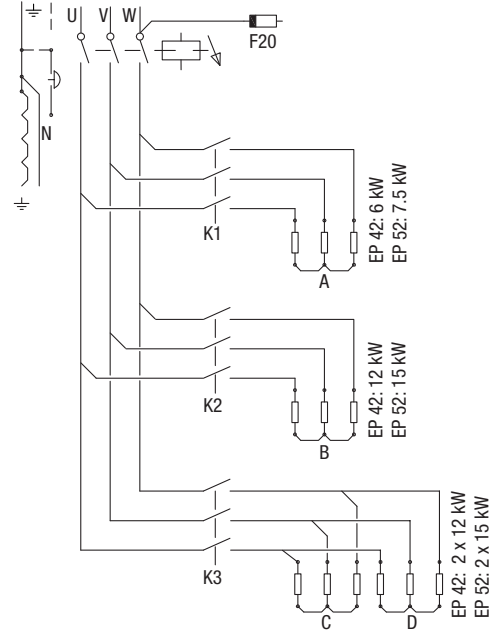 U V W
F20
N
K1
A
EP 42: 6 kW
EP 52: 7.5 kW
K2
B
EP 42: 12 kW
EP 52: 15 kW
K3
C D
EP 42: 2 x 12 kW
EP 52: 2 x 15 kW